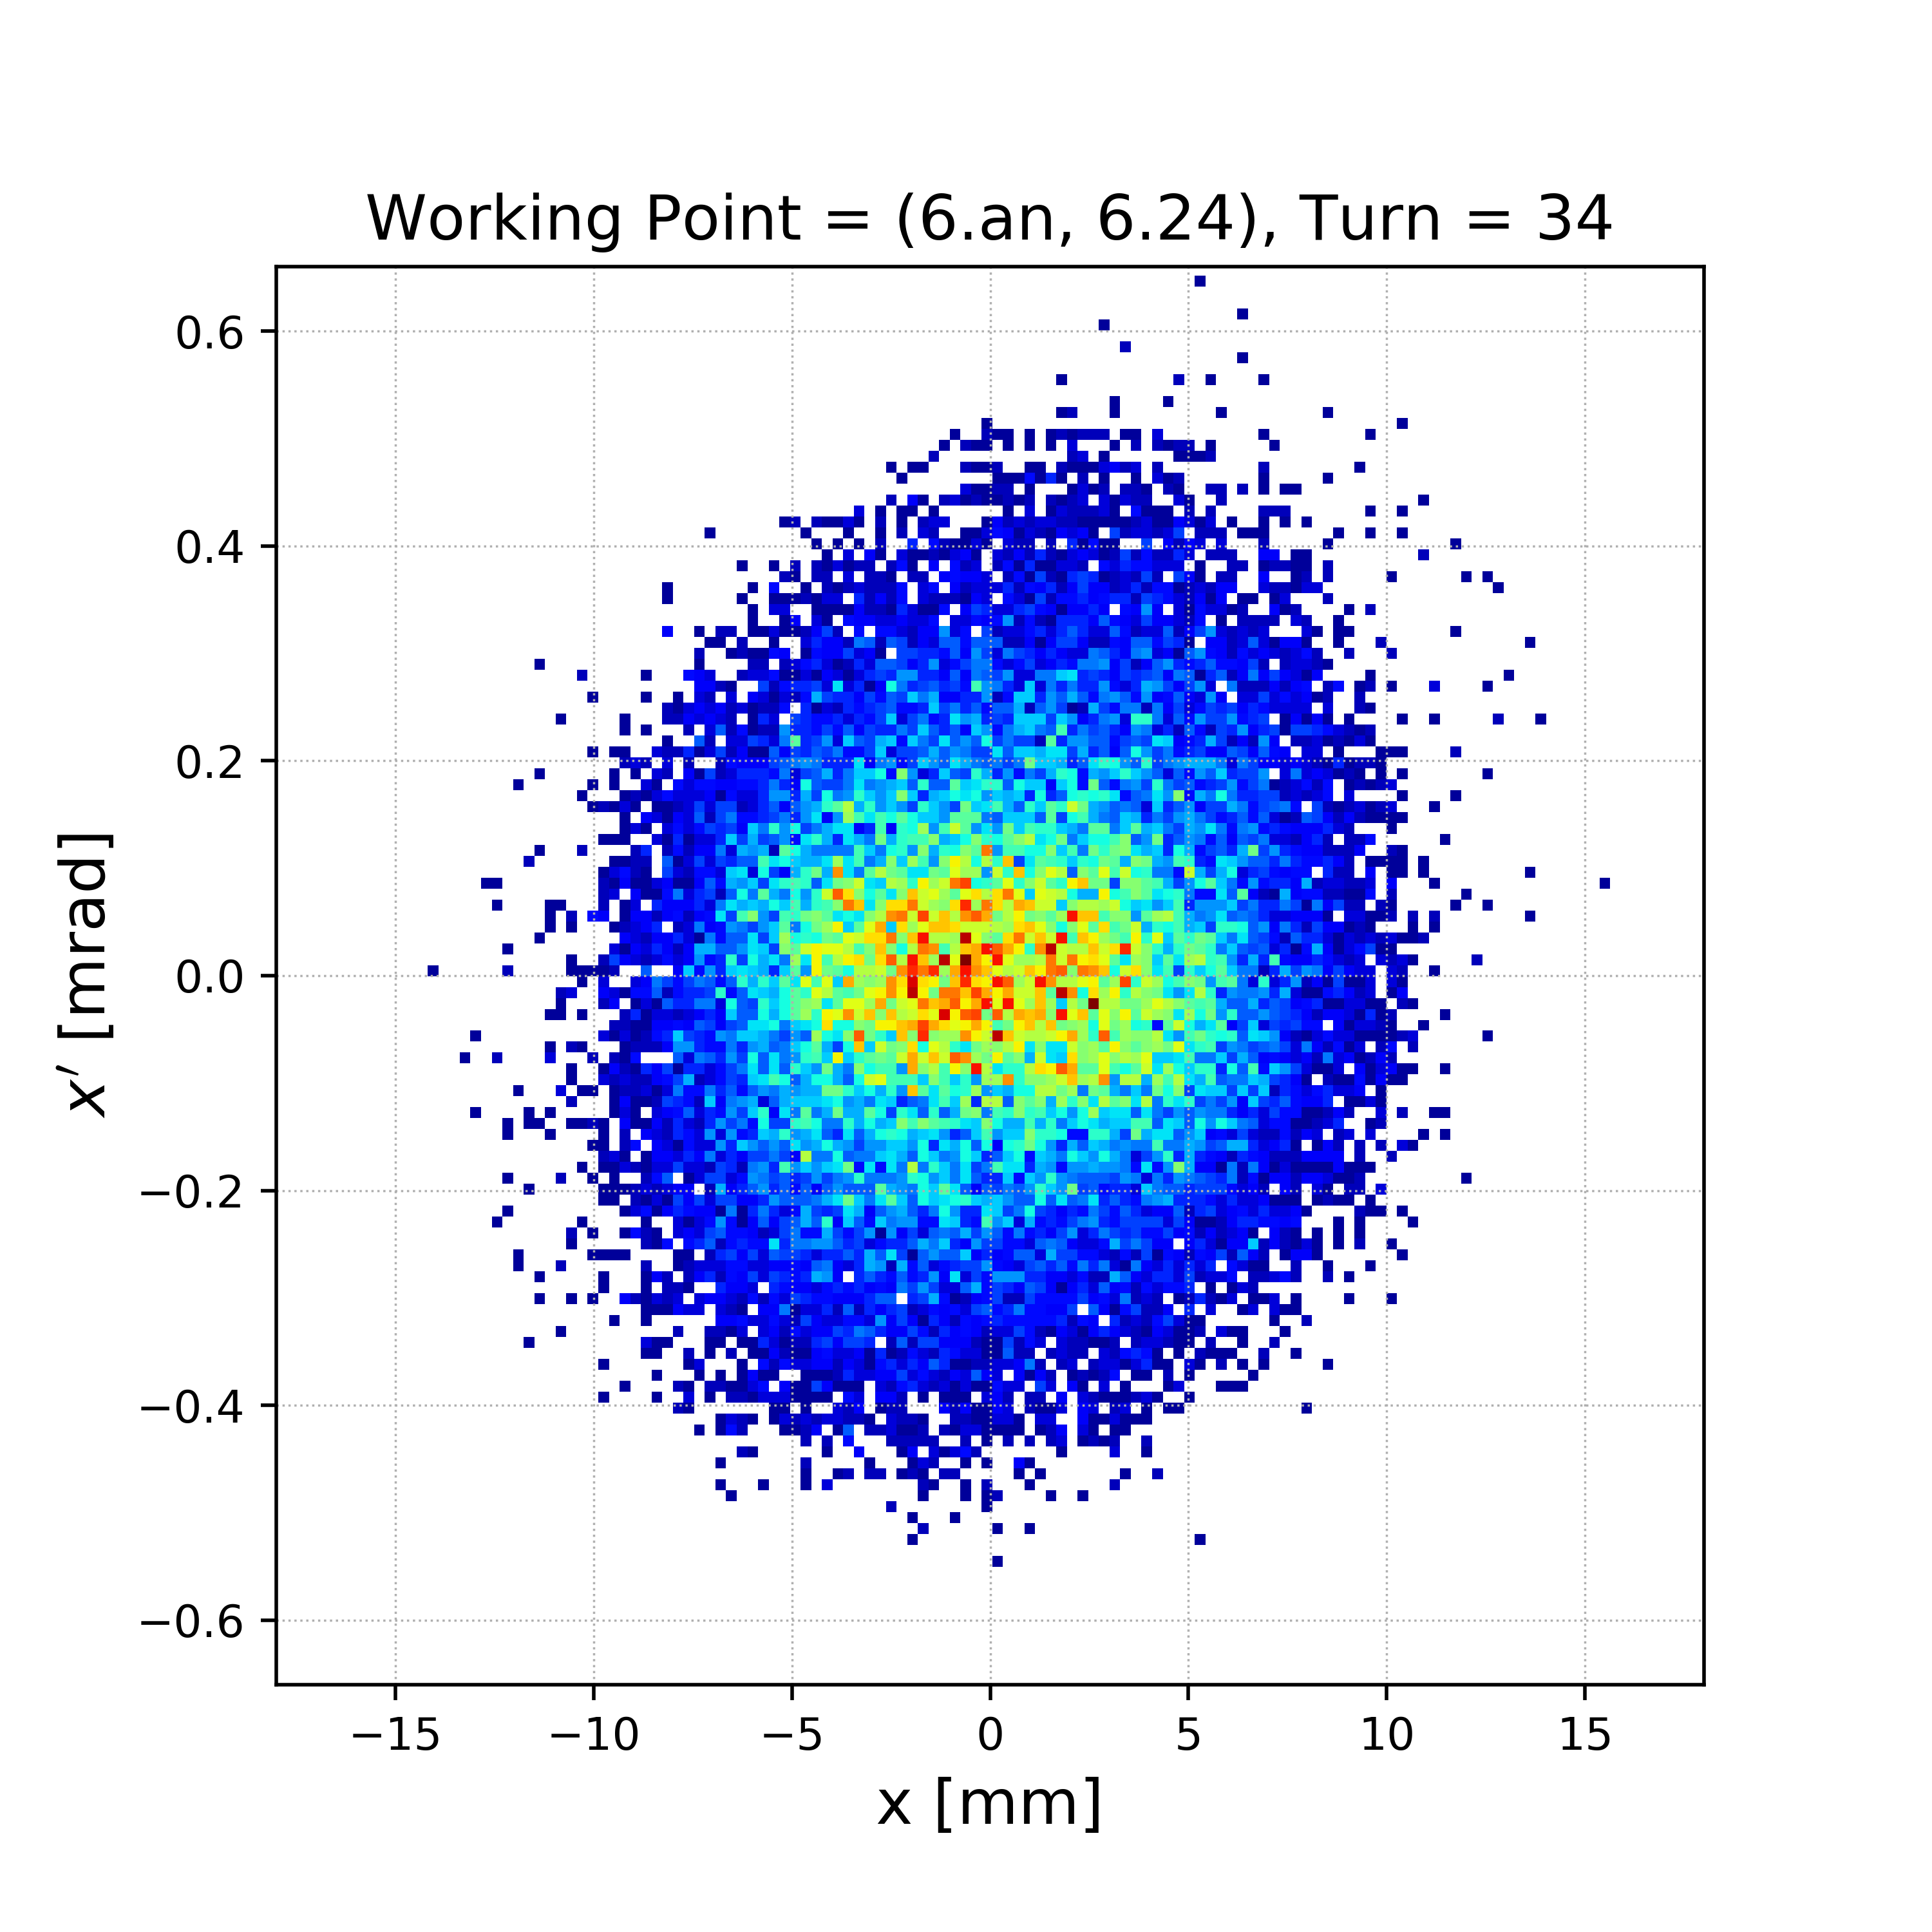 Working Point = (6.an, 6.24), Turn = 34
0.6
0.4
0.2
0.0
−0.2
−0.4
−0.6
x′ [mrad]
−15 −10 −5 0 5 10 15
x [mm]